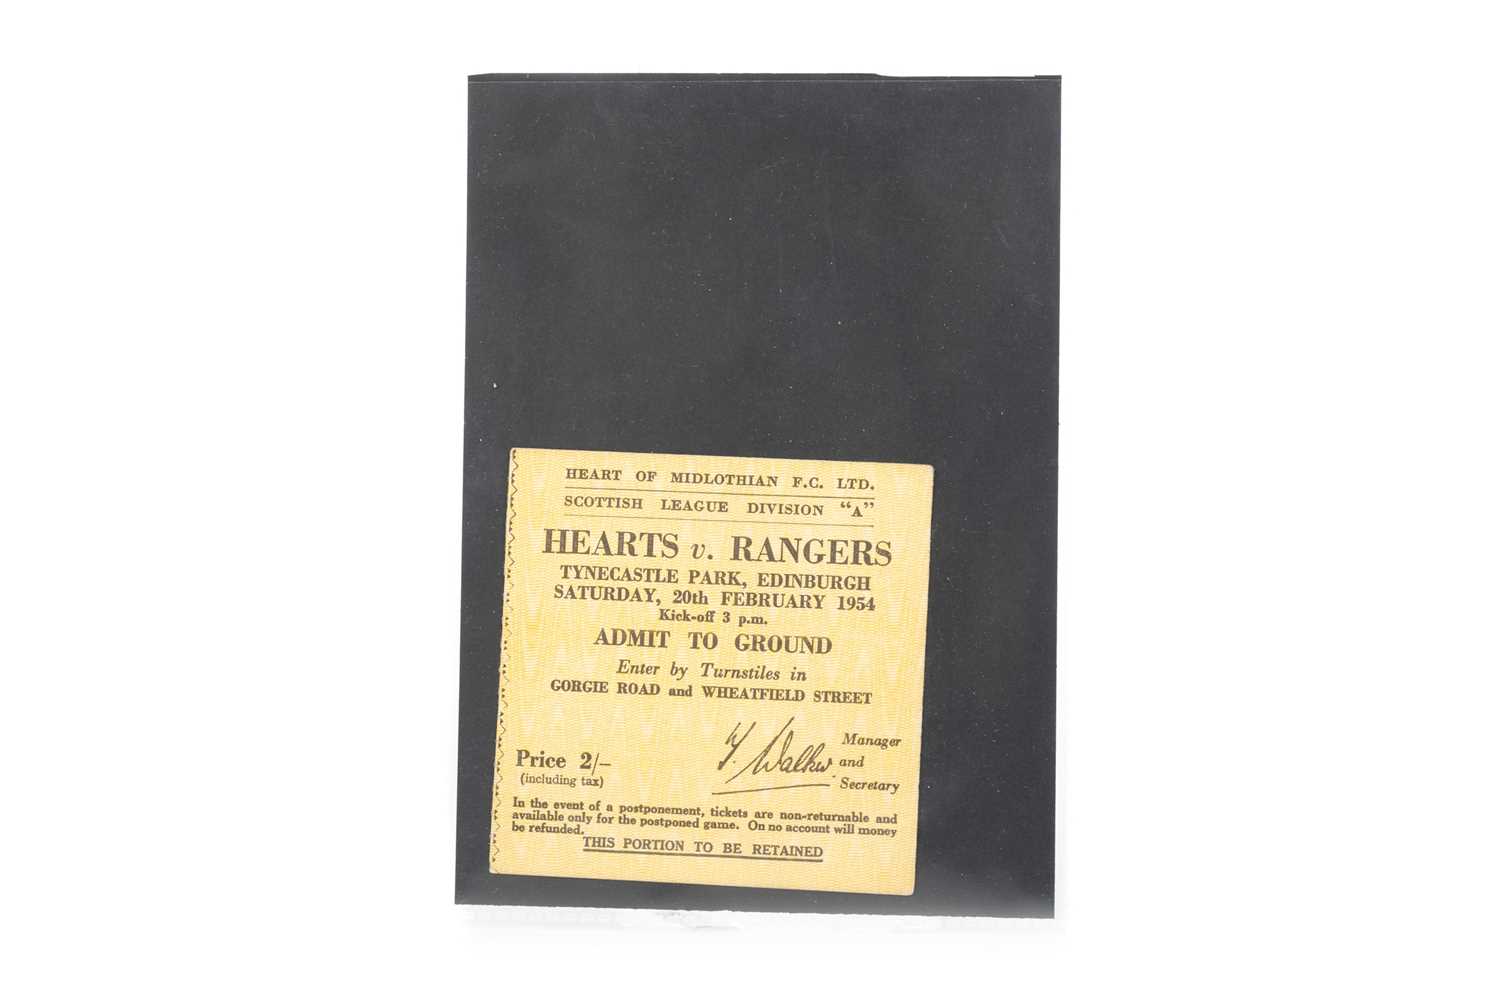 HEART OF MIDLOTHIAN F.C. LTD.
SCOTTISH LEAGUE DIVISION “A”
HEARTS v. RANGERS
TYNECASTLE PARK, EDINBURGH
SATURDAY, 20th FEBRUARY 1954
Kick-off 3 p.m.
ADMIT TO GROUND
Enter by Turnstiles in
GORGIE ROAD and WHEATFIELD STREET
Price 2/–
(including tax)
T. Walker
Manager
and
Secretary
In the event of a postponement, tickets are non-returnable and
available only for the postponed game. On no account will money
be refunded.
THIS PORTION TO BE RETAINED